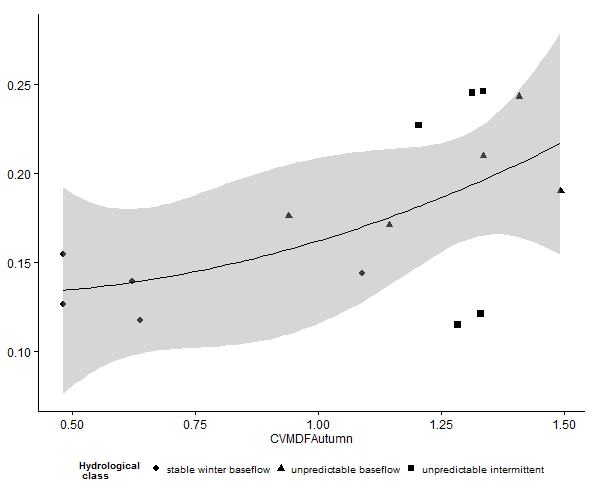 0.25
0.20
0.15
0.10
0.50 0.75 1.00 1.25 1.50
CVMDFAutumn
Hydrological
class
stable winter baseflow unpredictable baseflow unpredictable intermittent